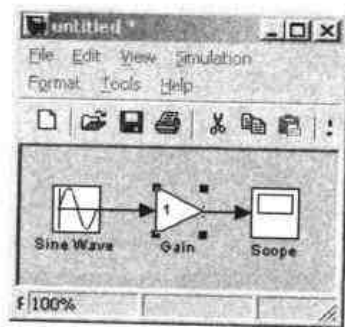 untitled *
File Edit View Simulation
Format Tools Help
1
Sine Wave Gain Scope
100%